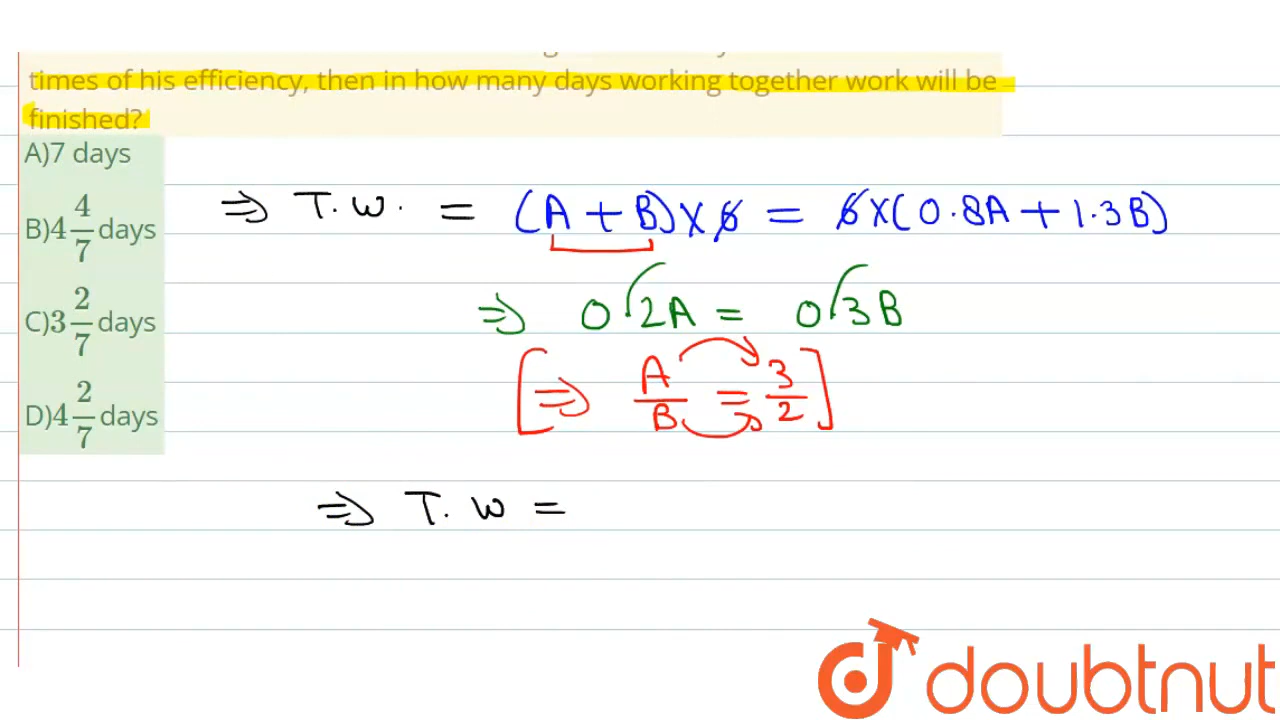 times of his efficiency, then in how many days working together work will be
finished?
A)7 days
B)4 4/7 days
C)3 2/7 days
D)4 2/7 days
⇒ T.W. = (A + B) × 6 = 6 × (0.8A + 1.3B)
⇒ 0.2A = 0.3B
[⇒ A/B = 3/2]
⇒ T.W =
doubtnut